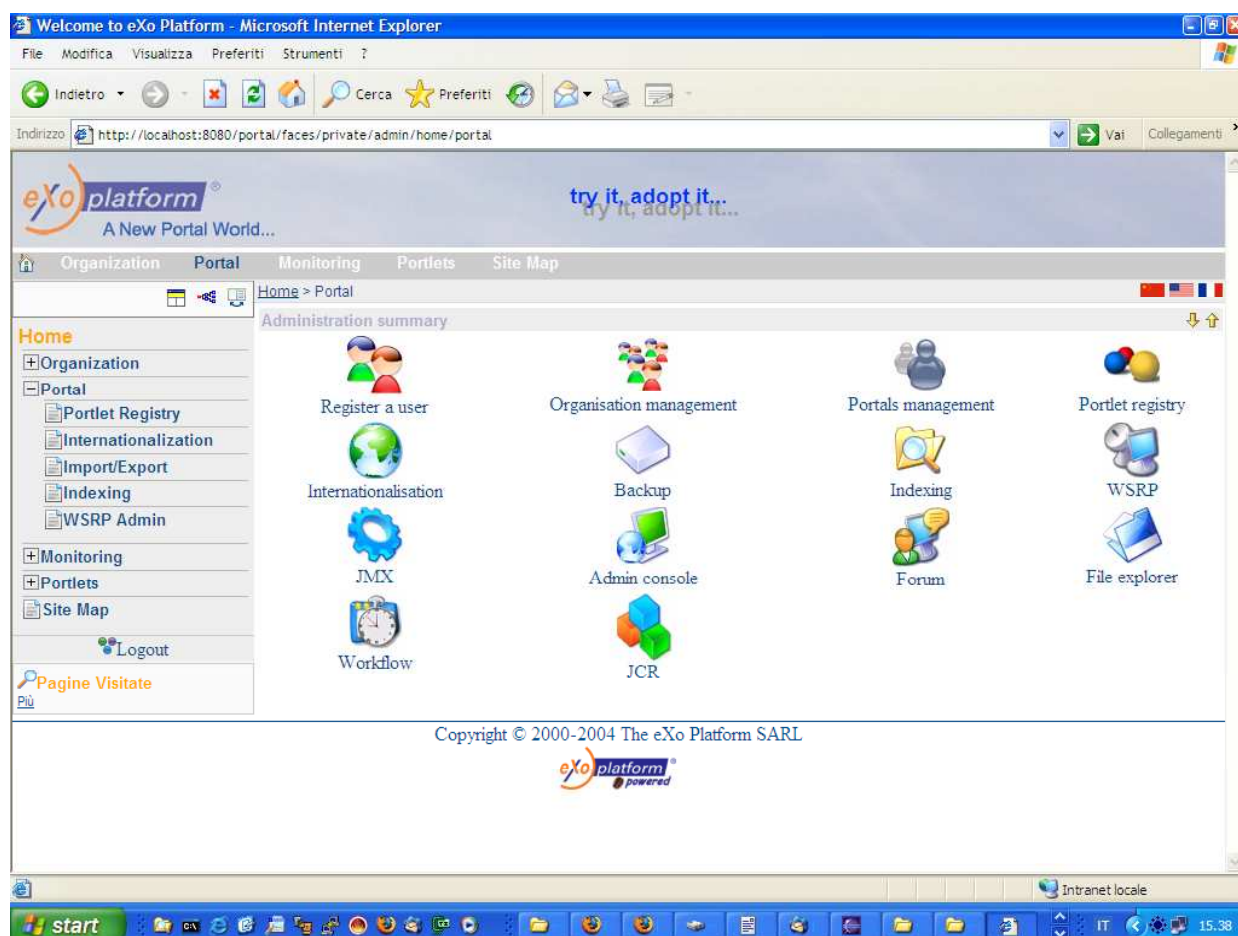 Welcome to eXo Platform - Microsoft Internet Explorer
File Modifica Visualizza Preferiti Strumenti ?
Indietro Cerca Preferiti
Indirizzo http://localhost:8080/portal/faces/private/admin/home/portal Vai Collegamenti
eXo platform ®
A New Portal World...
try it, adopt it...
Organization Portal Monitoring Portlets Site Map
Home > Portal
Administration summary
Home
Organization
Portal
Portlet Registry
Internationalization
Import/Export
Indexing
WSRP Admin
Monitoring
Portlets
Site Map
Logout
Pagine Visitate
Più
Register a user Organisation management Portals management Portlet registry
Internationalisation Backup Indexing WSRP
JMX Admin console Forum File explorer
Workflow JCR
Copyright © 2000-2004 The eXo Platform SARL
eXo platform ®
powered
Intranet locale
start IT 15.38